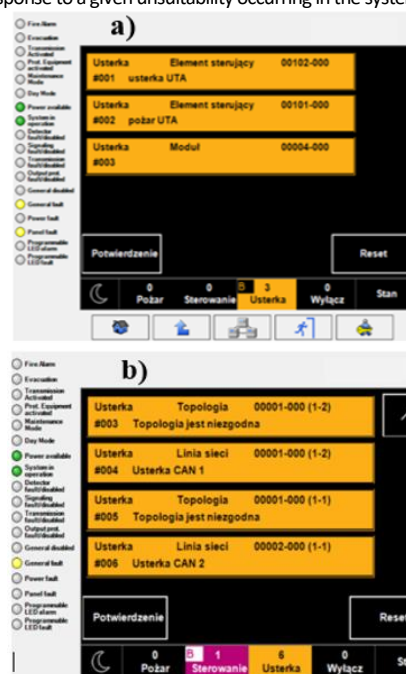 sponse to a given unsuitability occurring in the syste
a)
Fire Alarm
Evacuation
Transmission
Activated
Prot. Equipment
activated
Maintenance
Mode
Day Mode
Power available
System in
operation
Detector
fault/disabled
Signaling
fault/disabled
Transmission
fault/disabled
Output prot.
fault/disabled
General disabled
General fault
Power fault
Panel fault
Programmable
LED alarm
Programmable
LED fault
Usterka Element sterujący 00102-000
#001 usterka UTA
Usterka Element sterujący 00101-000
#002 pożar UTA
Usterka Moduł 00004-000
#003
Potwierdzenie Reset
0 0 B 3 0
Pożar Sterowanie Usterka Wyłącz Stan
b)
Fire Alarm
Evacuation
Transmission
Activated
Prot. Equipment
activated
Maintenance
Mode
Day Mode
Power available
System in
operation
Detector
fault/disabled
Signaling
fault/disabled
Transmission
fault/disabled
Output prot.
fault/disabled
General disabled
General fault
Power fault
Panel fault
Programmable
LED alarm
Programmable
LED fault
Usterka Topologia 00001-000 (1-2)
#003 Topologia jest niezgodna
Usterka Linia sieci 00001-000 (1-2)
#004 Usterka CAN 1
Usterka Topologia 00001-000 (1-1)
#005 Topologia jest niezgodna
Usterka Linia sieci 00002-000 (1-1)
#006 Usterka CAN 2
Potwierdzenie Rese
0 B 1 6 0
Pożar Sterowanie Usterka Wyłącz St